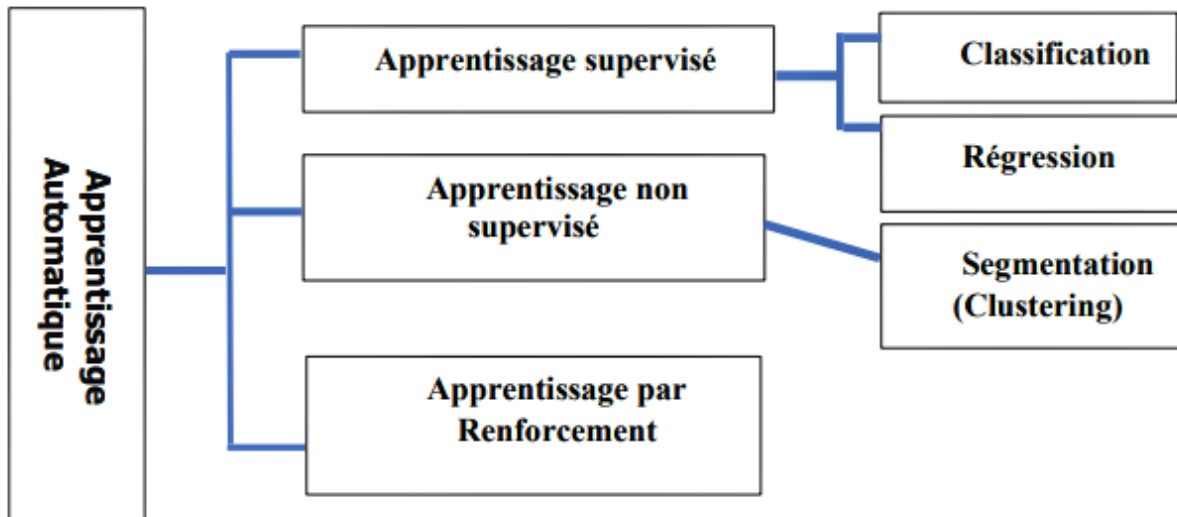 Apprentissage
Automatique
Apprentissage supervisé
Classification
Régression
Apprentissage non
supervisé
Segmentation
(Clustering)
Apprentissage par
Renforcement